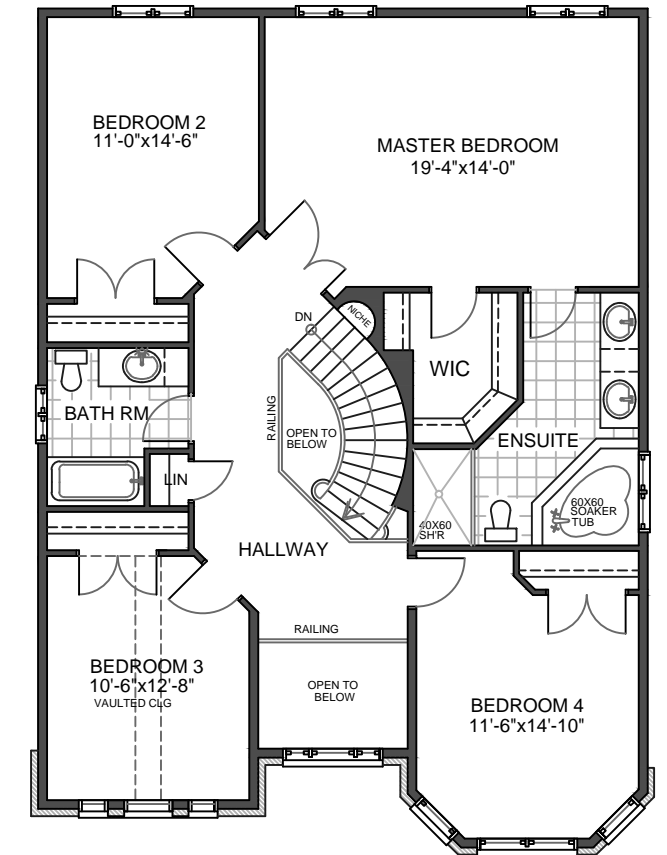 BEDROOM 2
11'-0"x14'-6"
MASTER BEDROOM
19'-4"x14'-0"
DN
NICHE
WIC
BATH RM
RAILING
OPEN TO
BELOW
ENSUITE
LIN
40X60
SH'R
60X60
SOAKER
TUB
HALLWAY
RAILING
BEDROOM 3
10'-6"x12'-8"
VAULTED CLG
OPEN TO
BELOW
BEDROOM 4
11'-6"x14'-10"